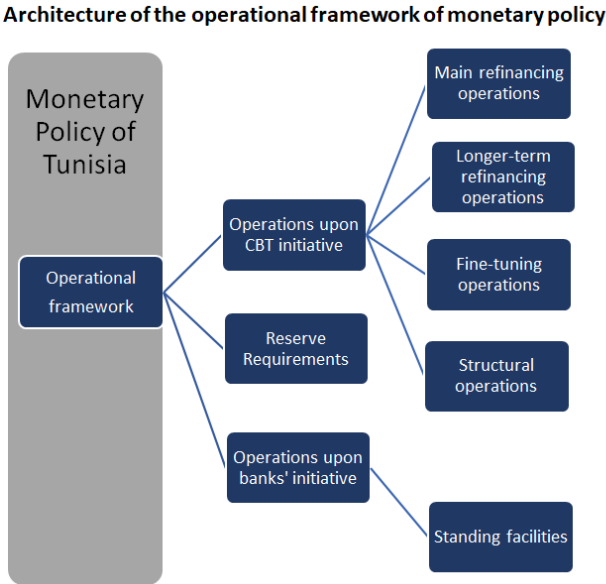 Architecture of the operational framework of monetary policy
Monetary
Policy of
Tunisia
Operational
framework
Operations upon
CBT initiative
Reserve
Requirements
Operations upon
banks' initiative
Main refinancing
operations
Longer-term
refinancing
operations
Fine-tuning
operations
Structural
operations
Standing facilities